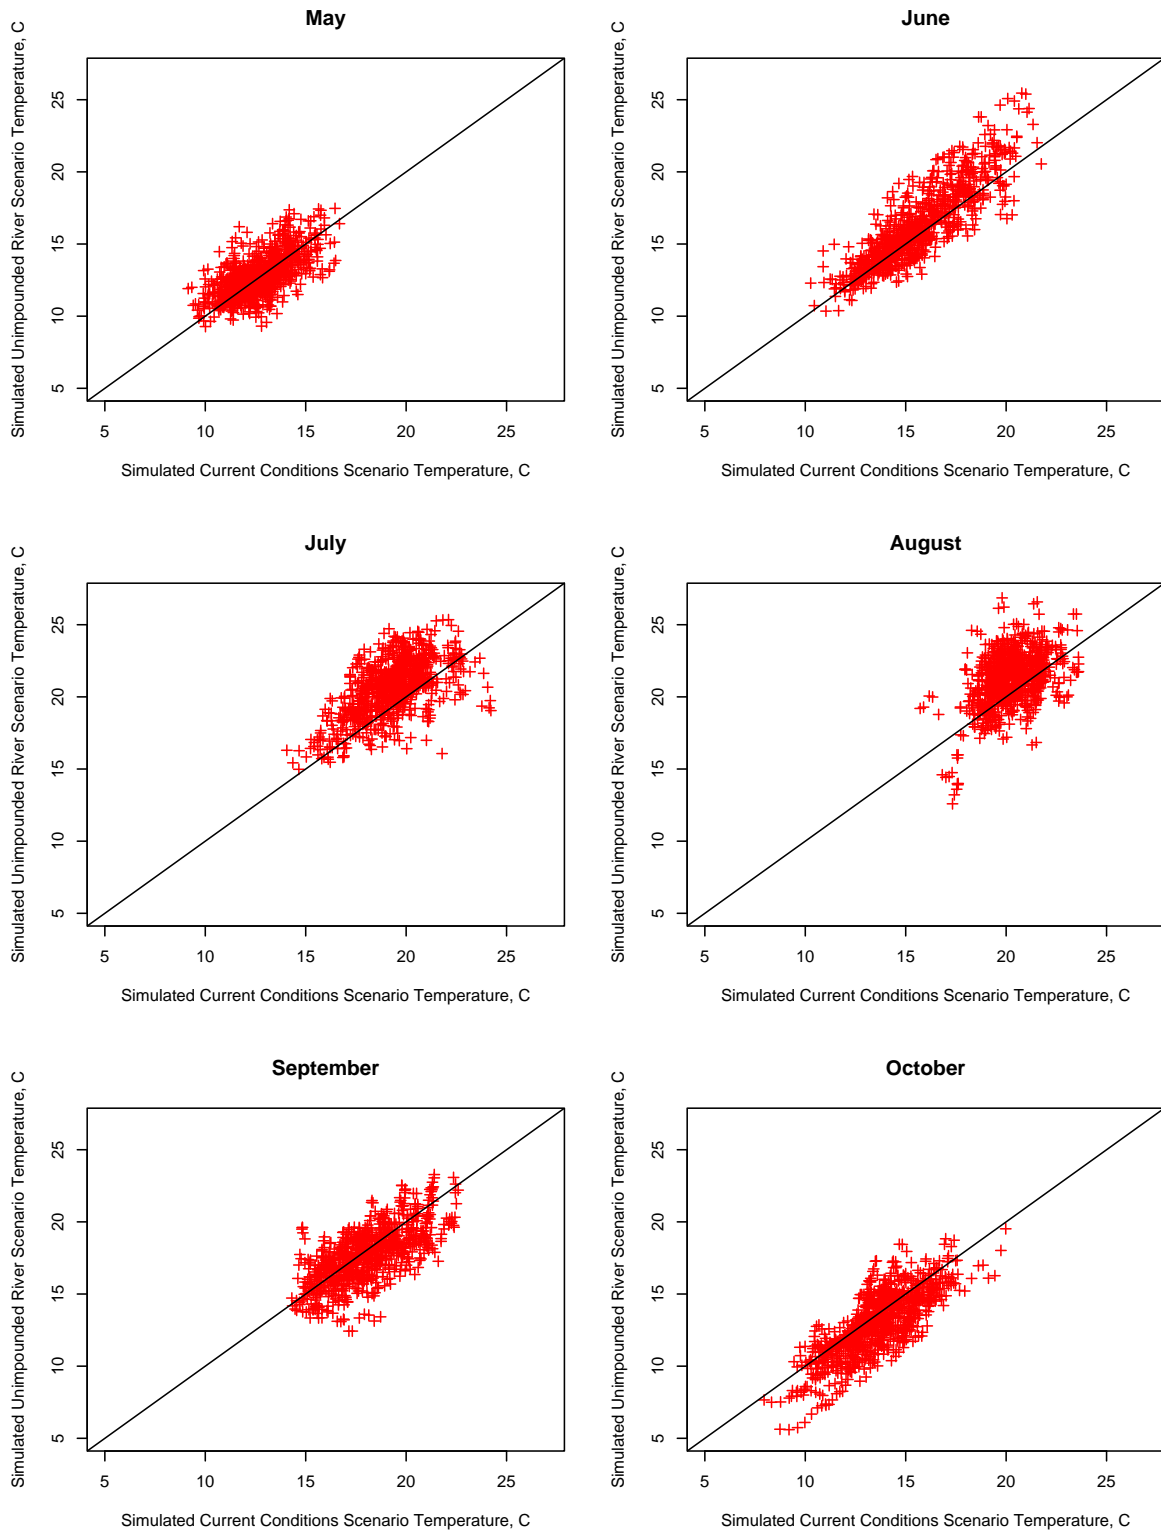 May
June
Simulated Unimpounded River Scenario Temperature, C
25
20
15
10
5
5 10 15 20 25
Simulated Current Conditions Scenario Temperature, C
Simulated Unimpounded River Scenario Temperature, C
25
20
15
10
5
5 10 15 20 25
Simulated Current Conditions Scenario Temperature, C
July
August
Simulated Unimpounded River Scenario Temperature, C
25
20
15
10
5
5 10 15 20 25
Simulated Current Conditions Scenario Temperature, C
Simulated Unimpounded River Scenario Temperature, C
25
20
15
10
5
5 10 15 20 25
Simulated Current Conditions Scenario Temperature, C
September
October
Simulated Unimpounded River Scenario Temperature, C
25
20
15
10
5
5 10 15 20 25
Simulated Current Conditions Scenario Temperature, C
Simulated Unimpounded River Scenario Temperature, C
25
20
15
10
5
5 10 15 20 25
Simulated Current Conditions Scenario Temperature, C